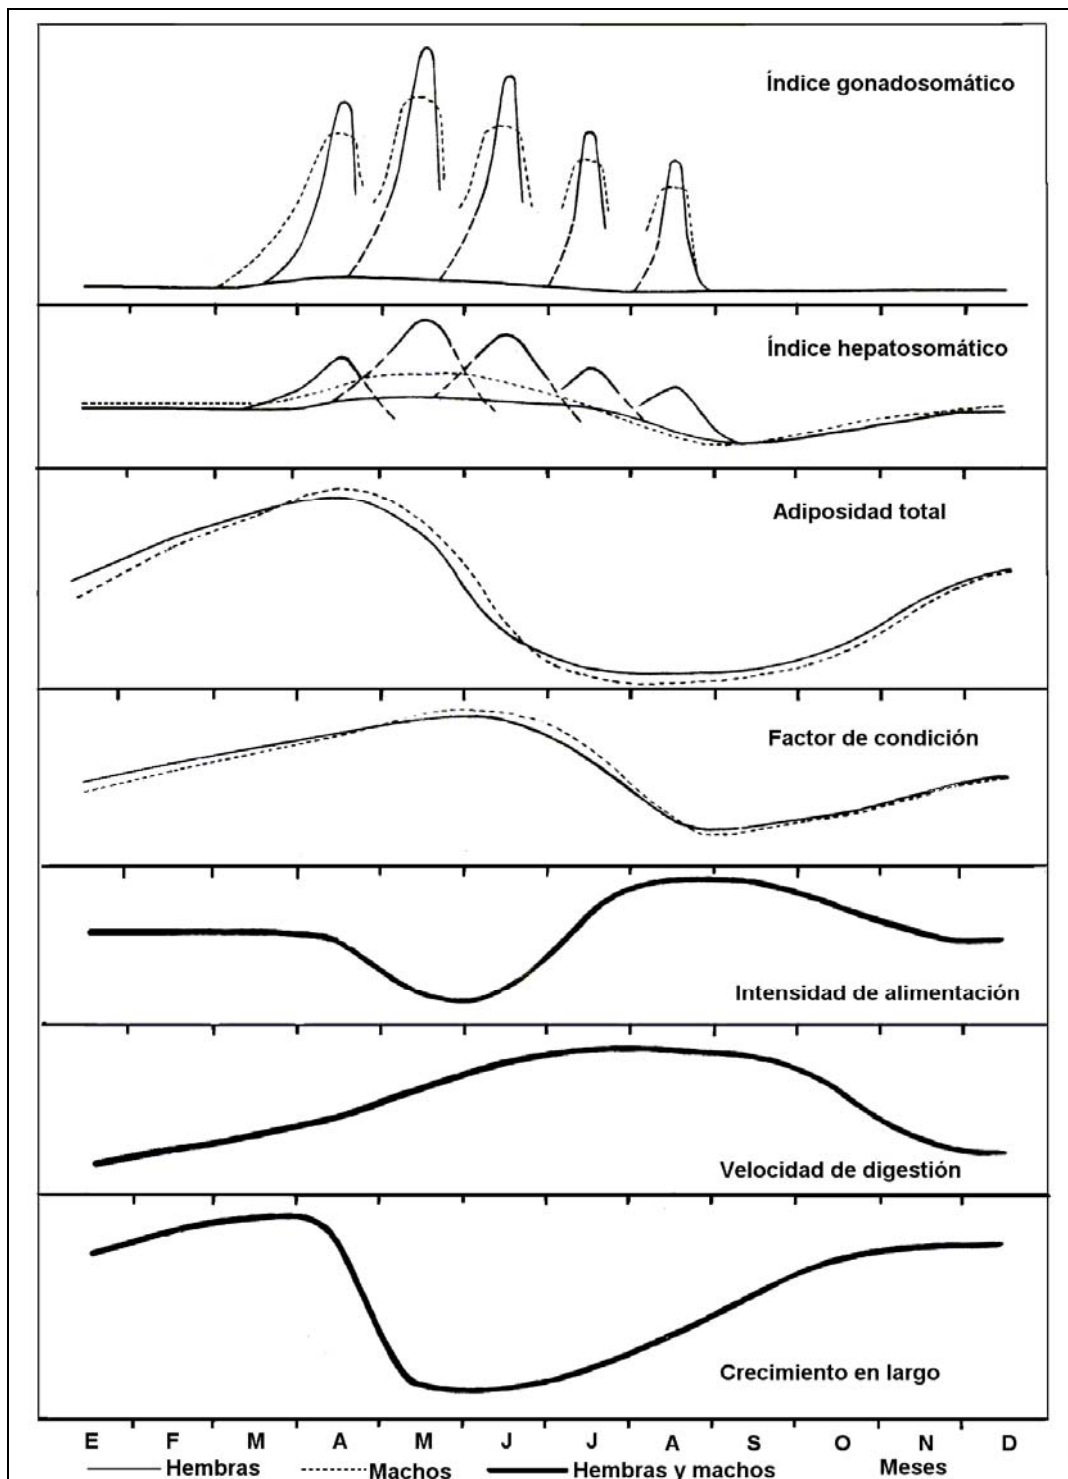 Índice gonadosomático
Índice hepatosomático
Adiposidad total
Factor de condición
Intensidad de alimentación
Velocidad de digestión
Crecimiento en largo
E F M A M J J A S O N D
Hembras Machos Hembras y machos Meses